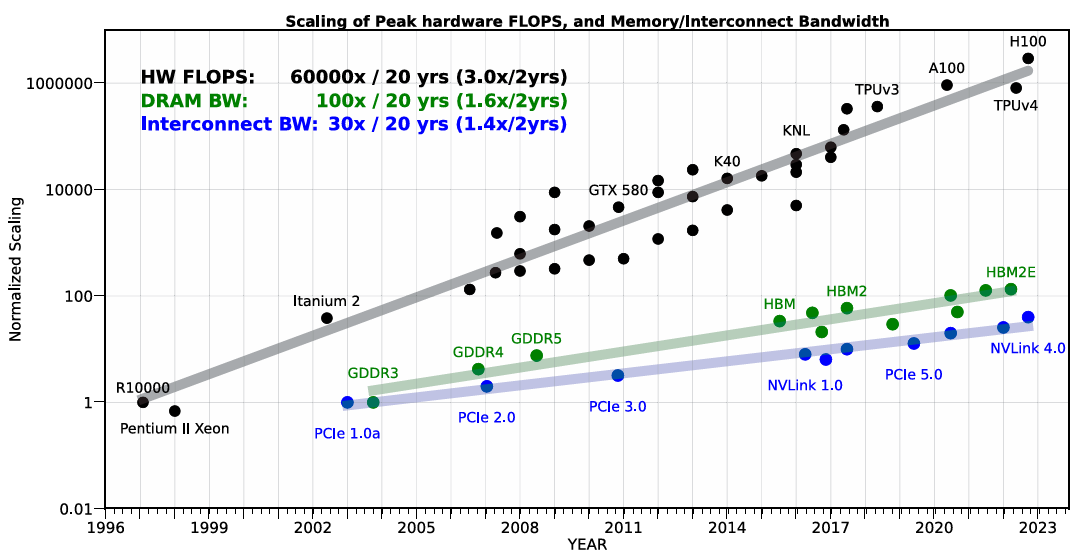 Scaling of Peak hardware FLOPS, and Memory/Interconnect Bandwidth
H100
HW FLOPS: 60000x / 20 yrs (3.0x/2yrs)
A100
1000000
DRAM BW: 100x / 20 yrs (1.6x/2yrs)
TPUv3
TPUv4
Interconnect BW: 30x / 20 yrs (1.4x/2yrs)
KNL
K40
10000
GTX 580
Normalized Scaling
HBM2E
HBM2
100
Itanium 2
HBM
GDDR5
GDDR4
NVLink 4.0
GDDR3
PCIe 5.0
R10000
NVLink 1.0
1
PCIe 3.0
PCIe 2.0
Pentium II Xeon
PCIe 1.0a
0.01
1996 1999 2002 2005 2008 2011 2014 2017 2020 2023
YEAR